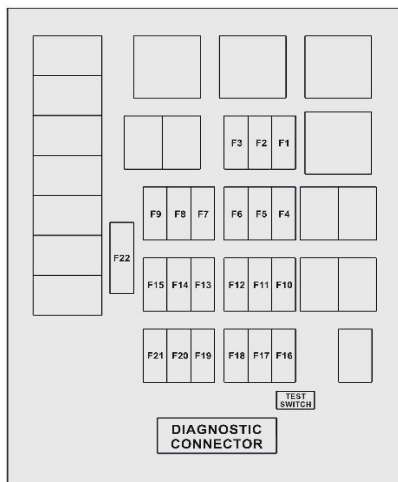 F3 F2 F1
F9 F8 F7 F6 F5 F4
F22
F15 F14 F13 F12 F11 F10
F21 F20 F19 F18 F17 F16
TEST
SWITCH
DIAGNOSTIC
CONNECTOR